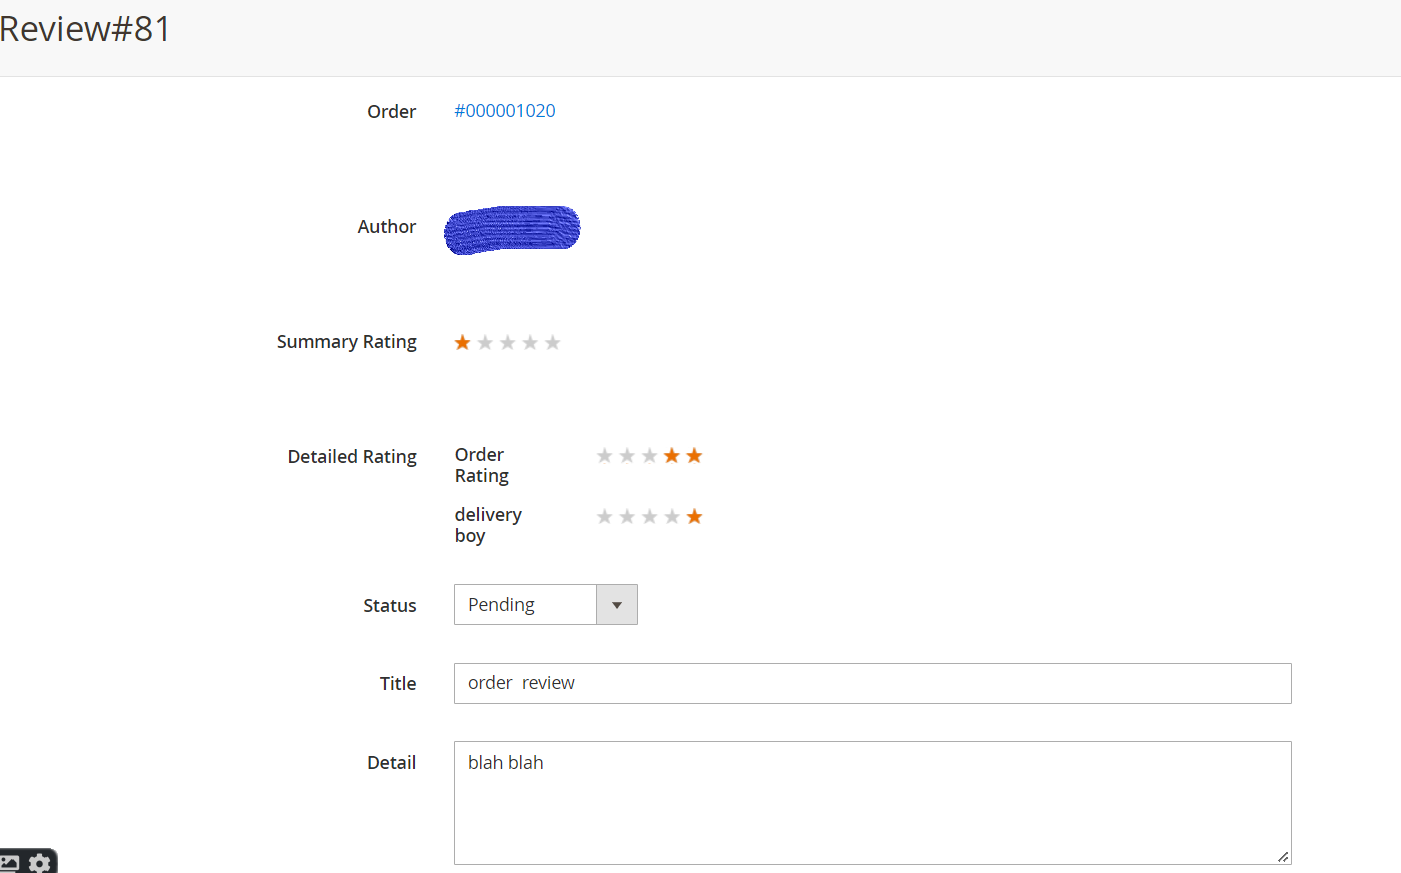 Review#81
Order #000001020
Author
Summary Rating
Detailed Rating Order
Rating
delivery
boy
Status Pending
Title order  review
Detail blah blah